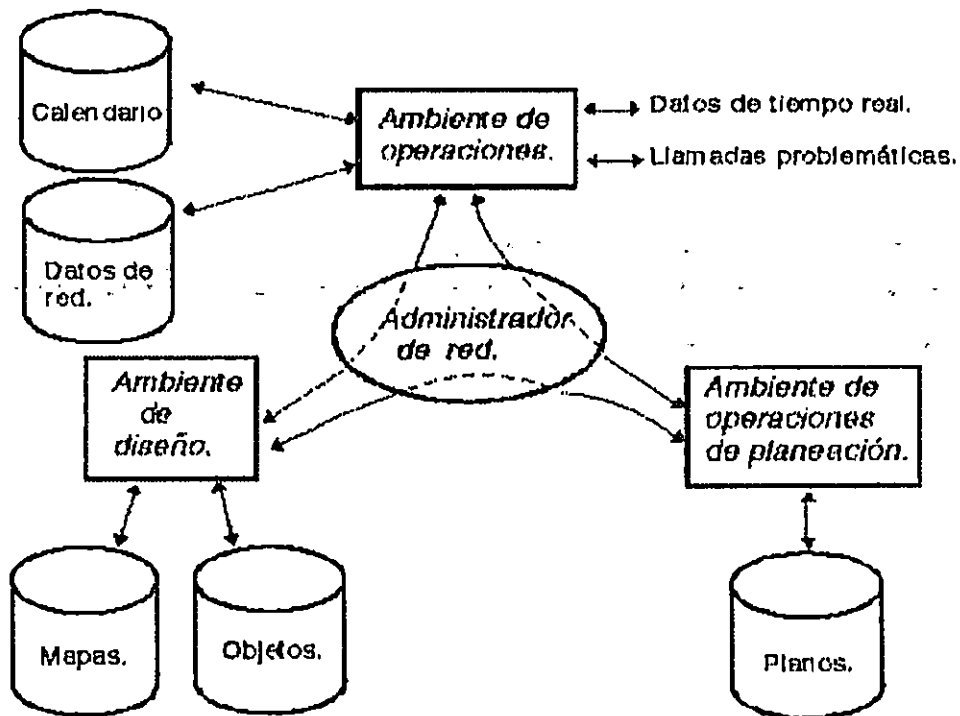 Calendario
Ambiente de
operaciones.
Datos de tiempo real.
Llamadas problemáticas.
Datos de
red.
Administrador
de red.
Ambiente
de
diseño.
Ambiente de
operaciones
de planeación.
Mapas.
Objetos.
Planos.